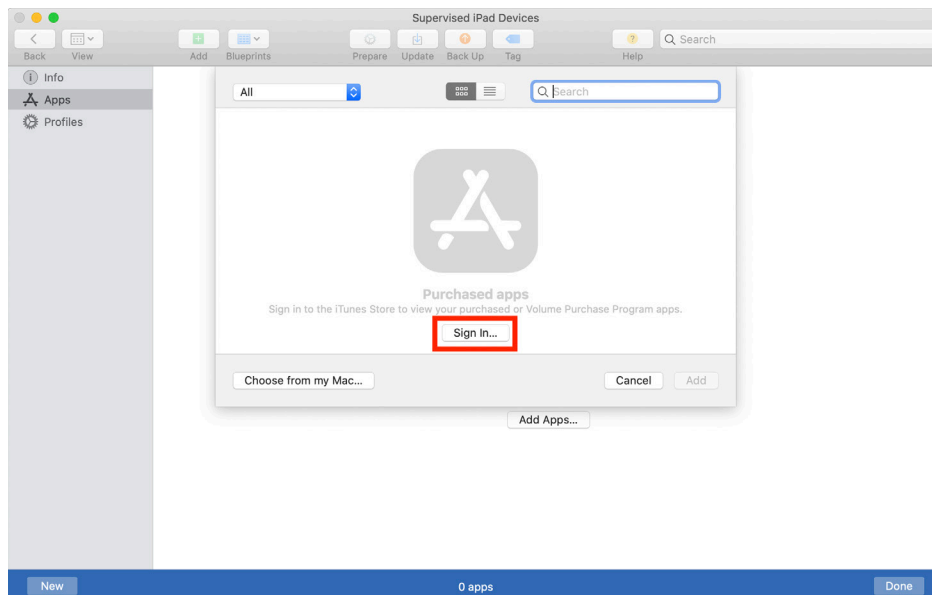 Supervised iPad Devices
Back View Add Blueprints Prepare Update Back Up Tag Help
Search
Info
Apps
Profiles
All
Search
Purchased apps
Sign in to the iTunes Store to view your purchased or Volume Purchase Program apps.
Sign In...
Choose from my Mac... Cancel Add
Add Apps...
New 0 apps Done